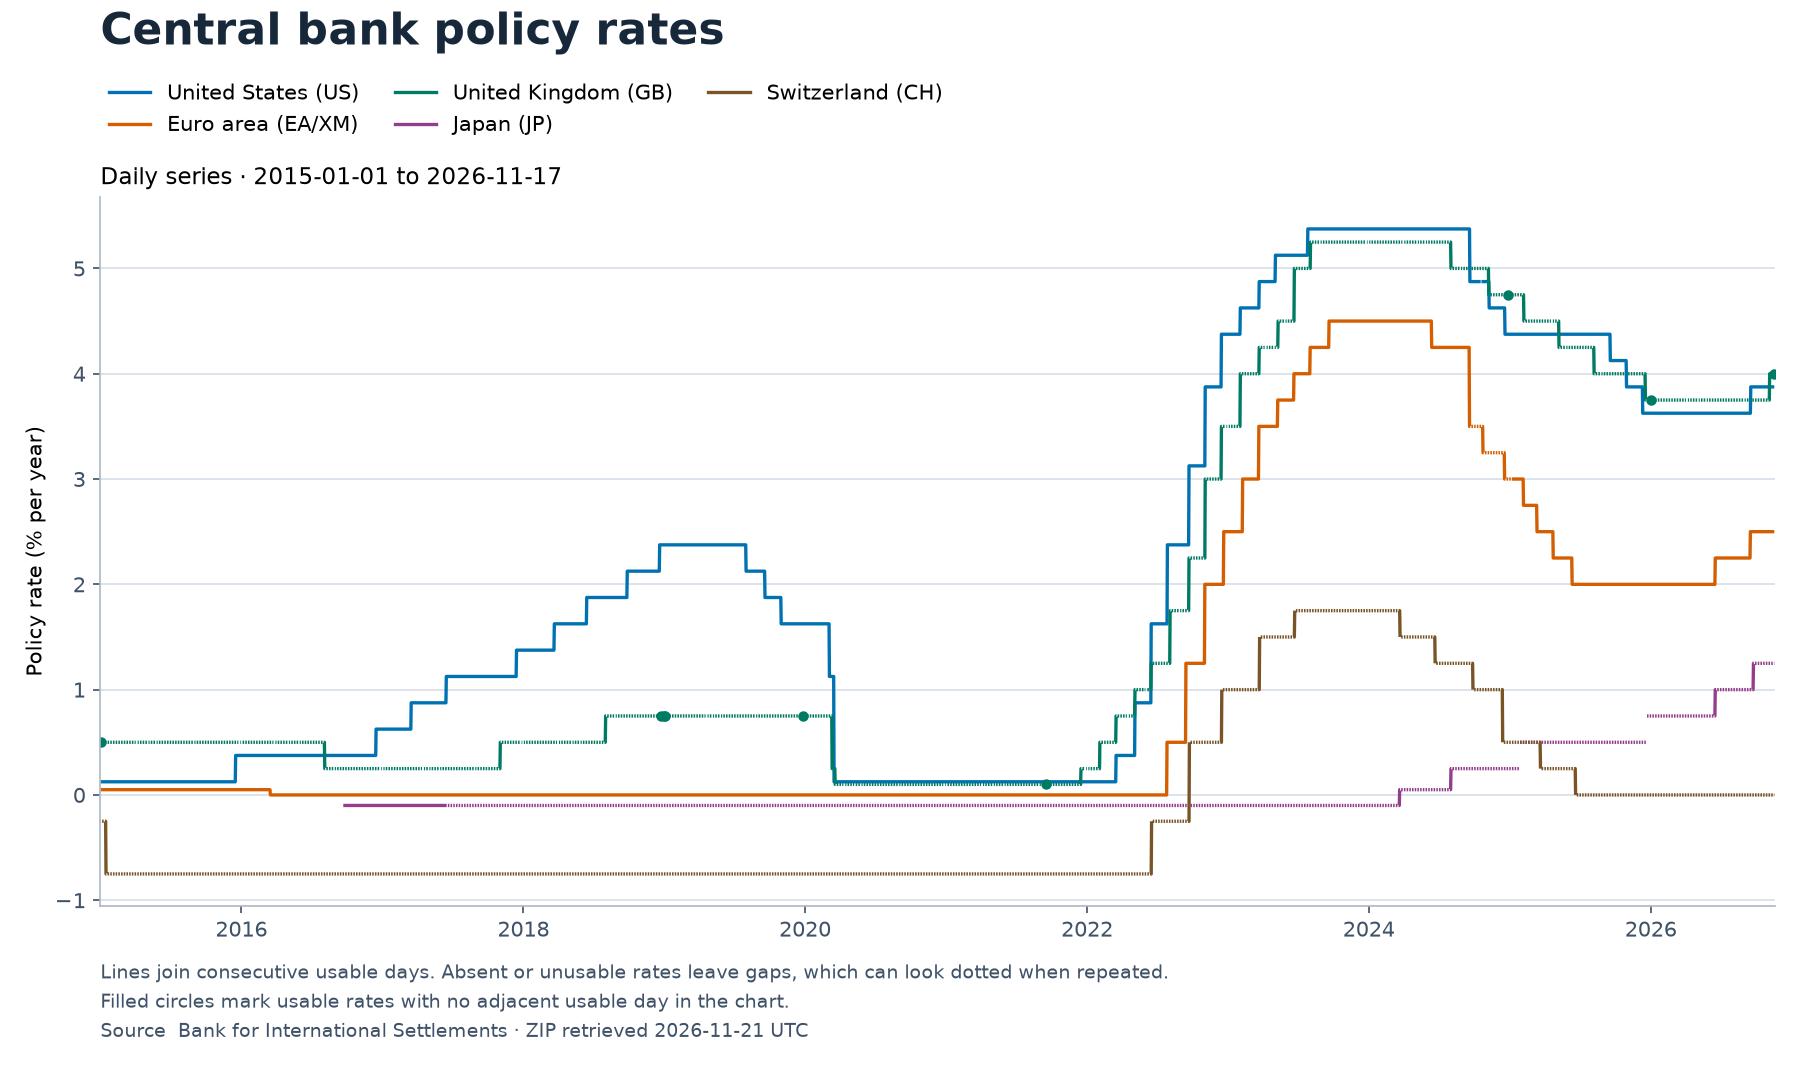 Central bank policy rates
United States (US)
United Kingdom (GB)
Switzerland (CH)
Euro area (EA/XM)
Japan (JP)
Daily series · 2015-01-01 to 2026-11-17
Policy rate (% per year)
5
4
3
2
1
0
−1
2016
2018
2020
2022
2024
2026
Lines join consecutive usable days. Absent or unusable rates leave gaps, which can look dotted when repeated.
Filled circles mark usable rates with no adjacent usable day in the chart.
Source  Bank for International Settlements · ZIP retrieved 2026-11-21 UTC